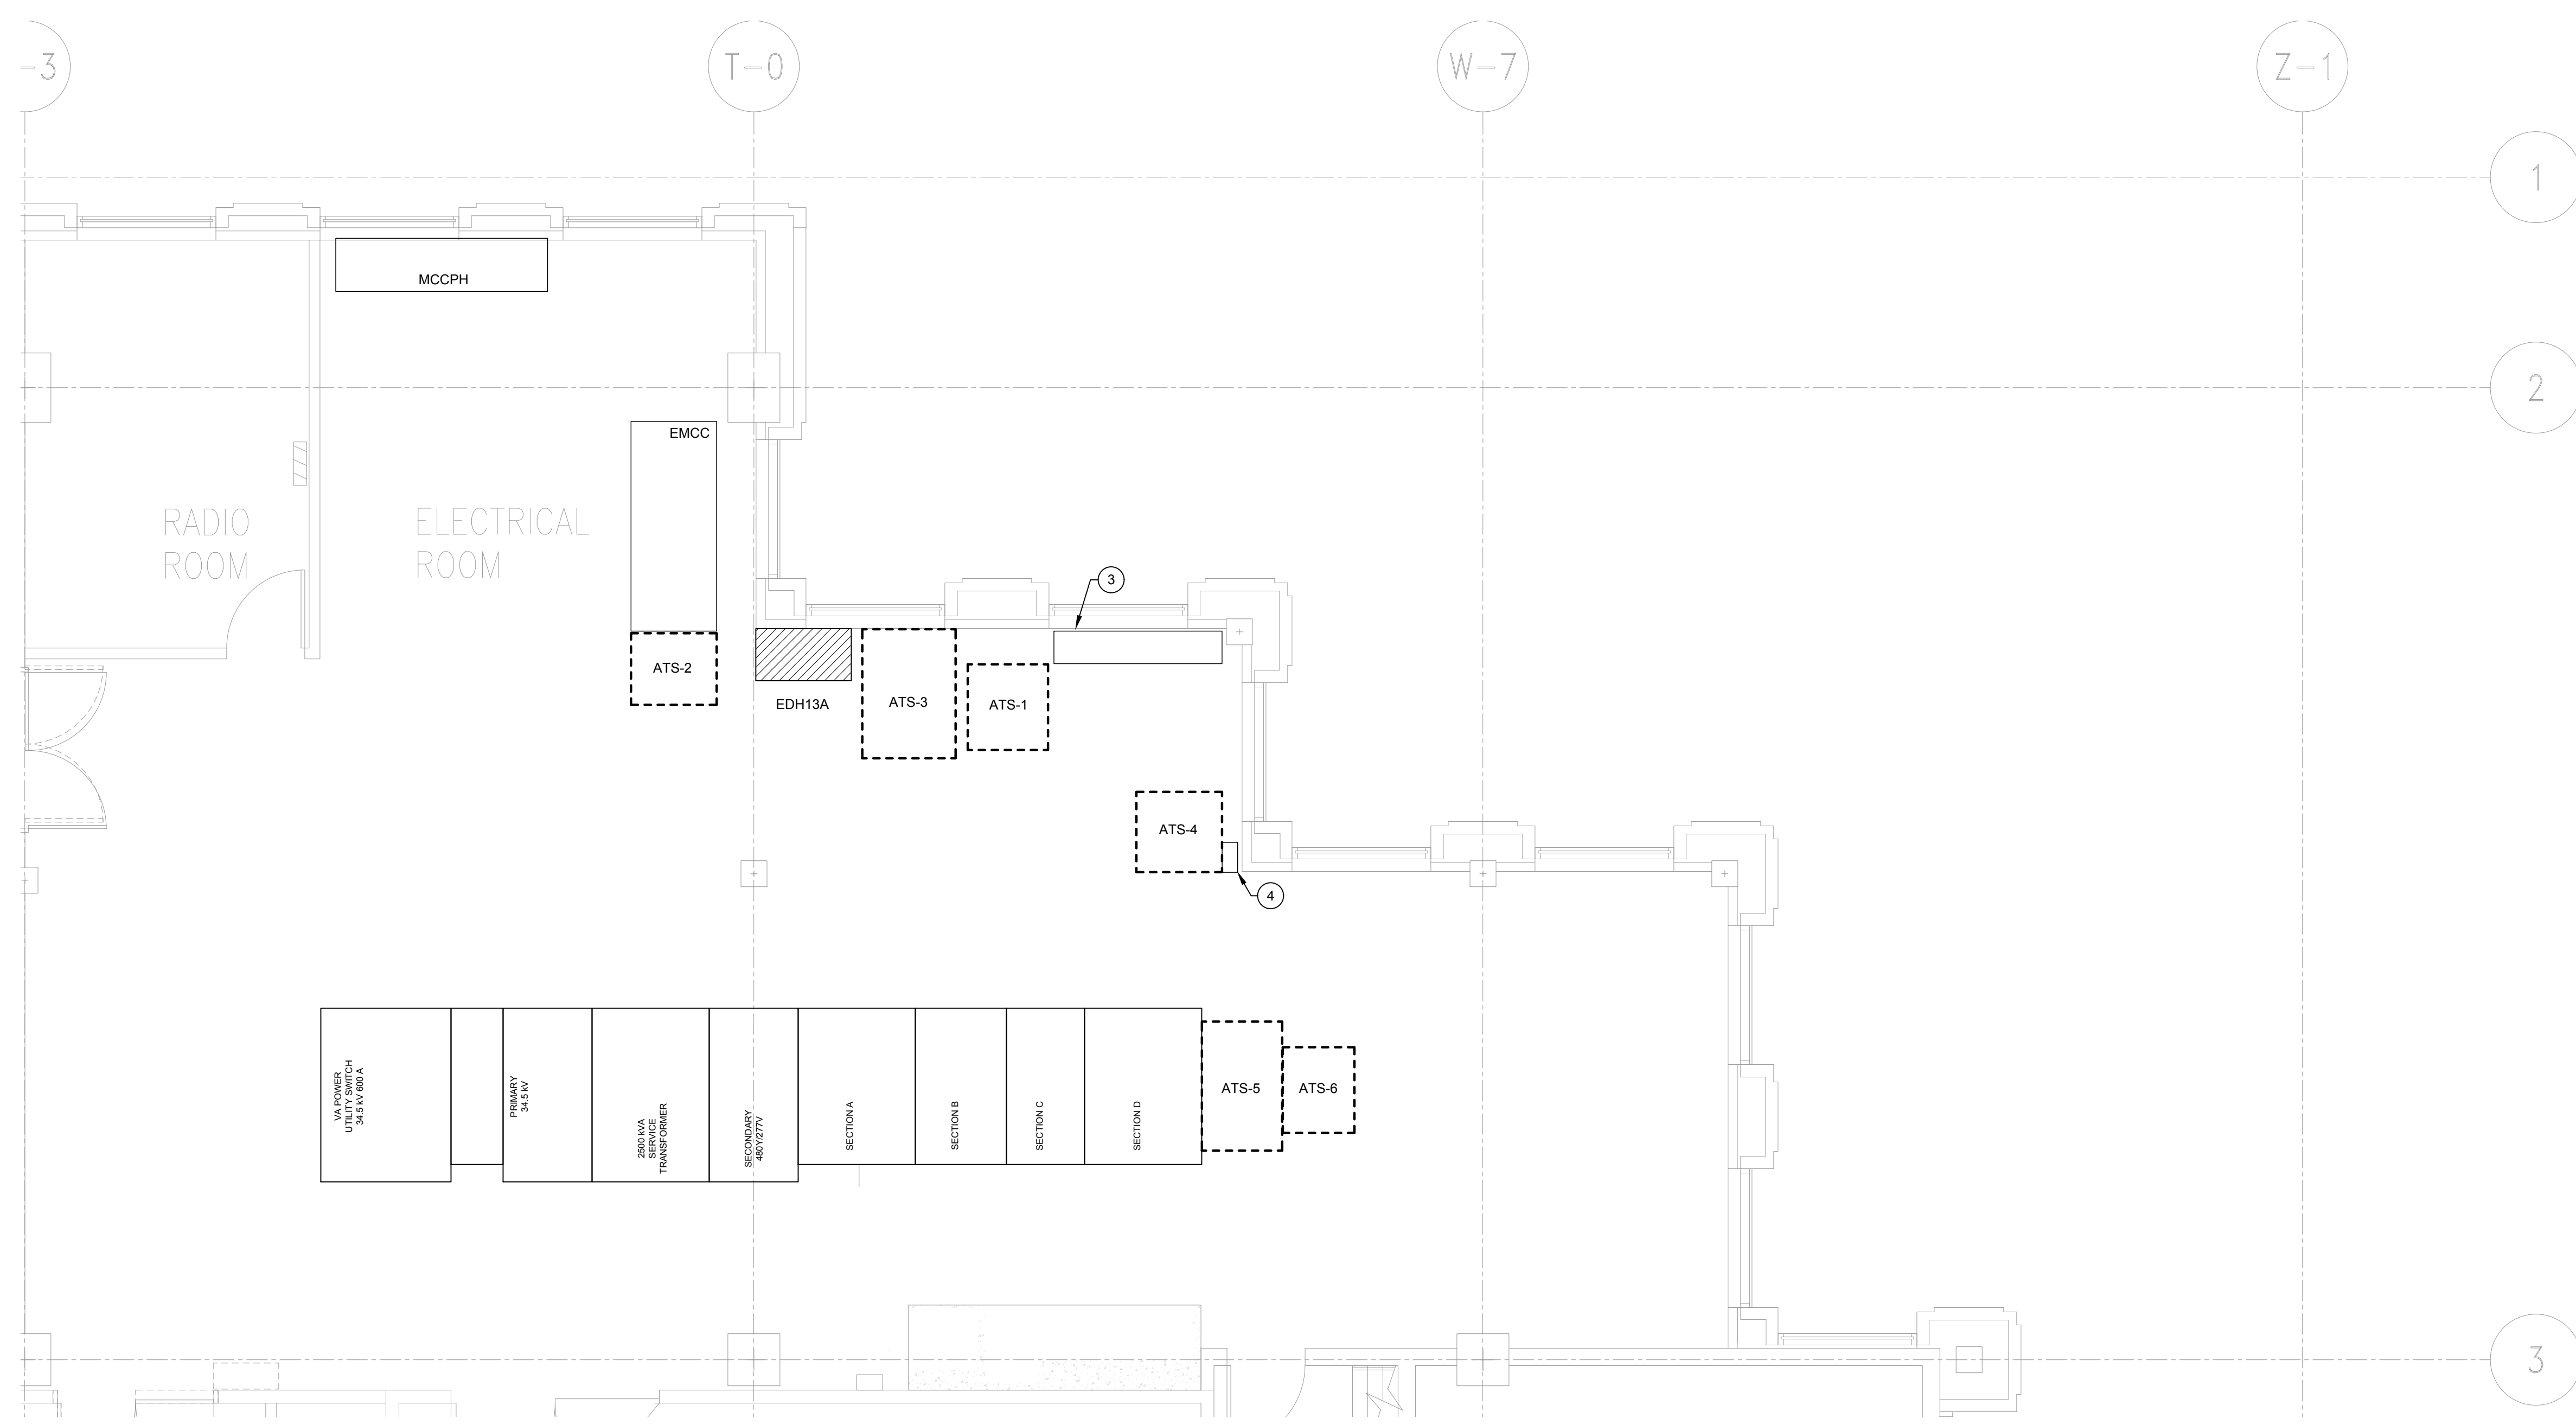 -3
T-0
W-7
Z-1
1
MCCPH
2
EMCC
RADIO
ROOM
ELECTRICAL
ROOM
3
ATS-2
EDH13A
ATS-3
ATS-1
ATS-4
4
VA POWER
UTILITY SWITCH
34.5 kV 600 A
PRIMARY
34.5 kV
2500 kVA
SERVICE
TRANSFORMER
SECONDARY
480Y/277V
SECTION A
SECTION B
SECTION C
SECTION D
ATS-5
ATS-6
3